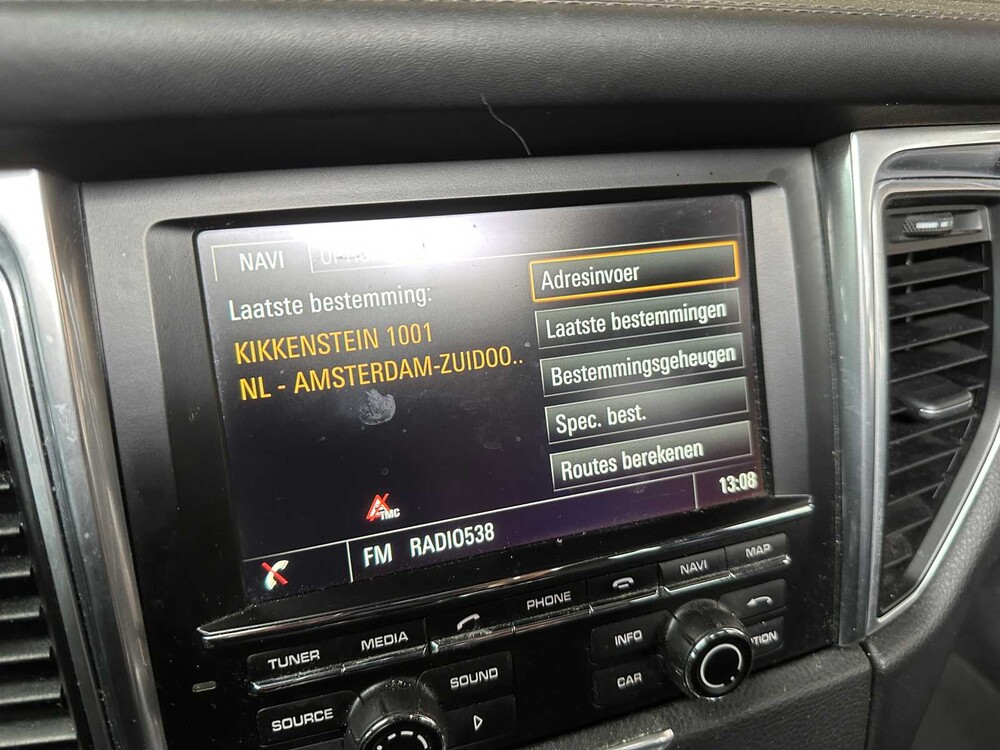 NAVI
Laatste bestemming:
KIKKENSTEIN 1001
NL - AMSTERDAM-ZUIDOO..
Adresinvoer
Laatste bestemmingen
Bestemmingsgeheugen
Spec. best.
Routes berekenen
TMC
13:08
FM RADIO538
TUNER MEDIA PHONE NAVI MAP
SOURCE SOUND INFO
CAR